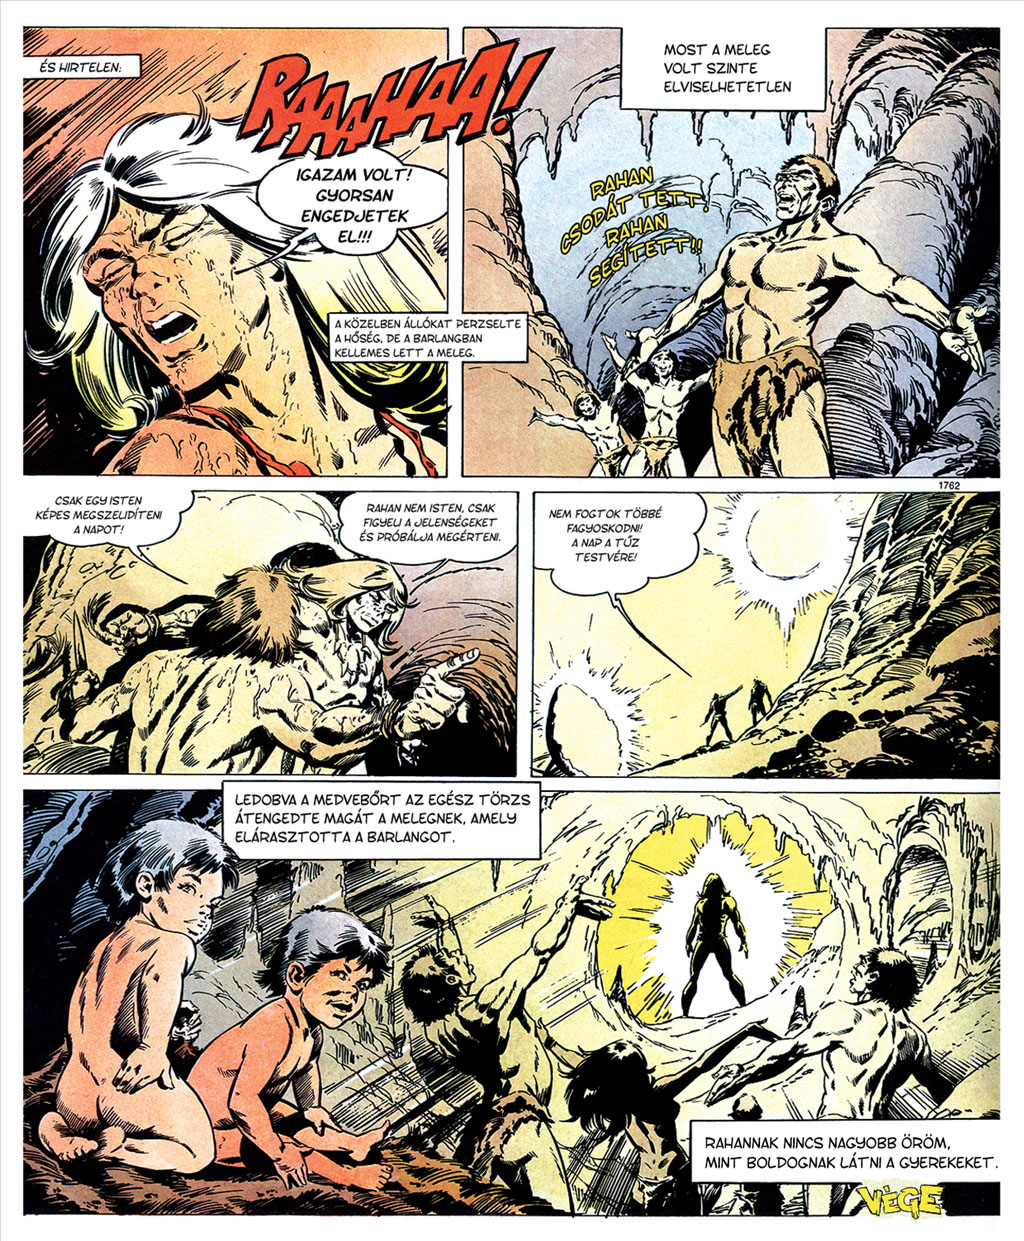 ÉS HIRTELEN:
RAAAHAA!
IGAZAM VOLT!
GYORSAN
ENGEDJETEK
EL!!!
A KÖZELBEN ÁLLÓKAT PERZSELTE
A HŐSÉG, DE A BARLANGBAN
KELLEMES LETT A MELEG.
MOST A MELEG
VOLT SZINTE
ELVISELHETETLEN
RAHAN
CSODÁT TETT!
RAHAN
SEGÍTETT!!
1762
CSAK EGY ISTEN
KÉPES MEGSZELIDÍTENI
A NAPOT!
RAHAN NEM ISTEN, CSAK
FIGYELI A JELENSÉGEKET
ÉS PRÓBÁLJA MEGÉRTENI.
NEM FOGTOK TÖBBÉ
FAGYOSKODNI!
A NAP A TŰZ
TESTVÉRE!
LEDOBVA A MEDVEBŐRT AZ EGÉSZ TÖRZS
ÁTENGEDTE MAGÁT A MELEGNEK, AMELY
ELÁRASZTOTTA A BARLANGOT.
RAHANNAK NINCS NAGYOBB ÖRÖM,
MINT BOLDOGNAK LÁTNI A GYEREKEKET.
VÉGE